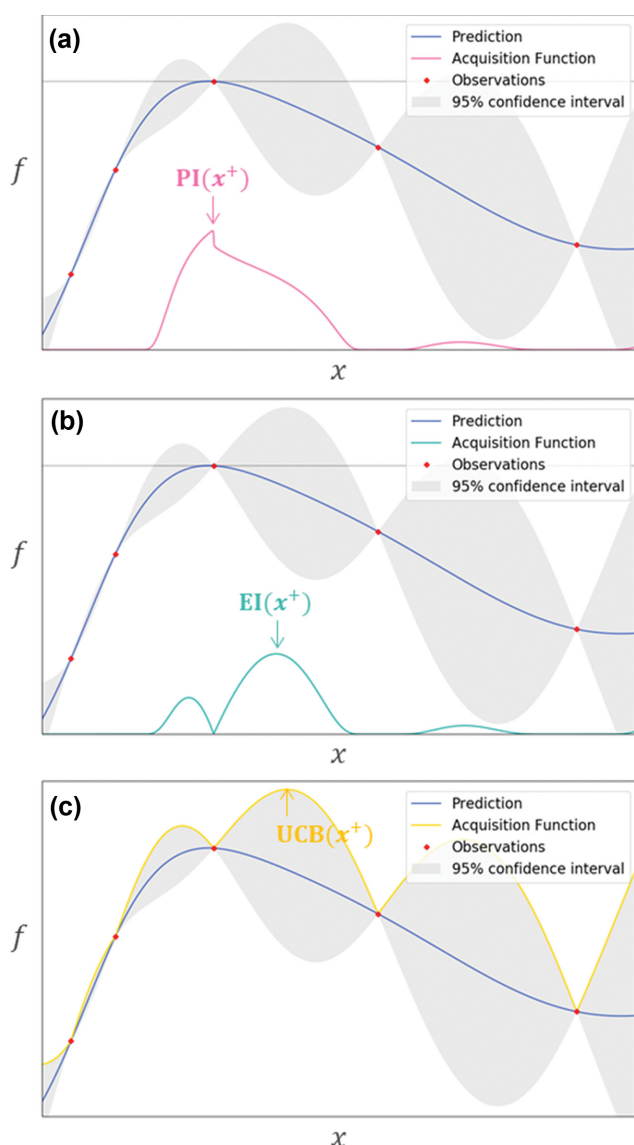 (a)
Prediction
Acquisition Function
Observations
95% confidence interval
f
PI(x⁺)
x
(b)
Prediction
Acquisition Function
Observations
95% confidence interval
f
EI(x⁺)
x
(c)
Prediction
Acquisition Function
Observations
95% confidence interval
UCB(x⁺)
f
x